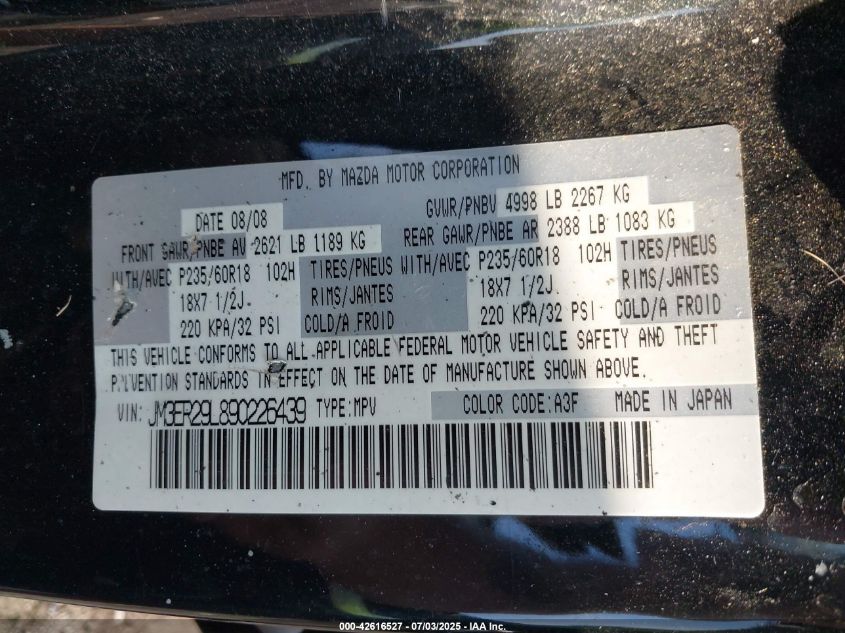 MFD. BY MAZDA MOTOR CORPORATION
DATE 08/08 GVWR/PNBV 4998 LB 2267 KG
FRONT GAWR/PNBE AV 2621 LB 1189 KG REAR GAWR/PNBE AR 2388 LB 1083 KG
WITH/AVEC P235/60R18 102H TIRES/PNEUS WITH/AVEC P235/60R18 102H TIRES/PNEUS
18X7 1/2J. RIMS/JANTES 18X7 1/2J. RIMS/JANTES
220 KPA/32 PSI COLD/A FROID 220 KPA/32 PSI COLD/A FROID
THIS VEHICLE CONFORMS TO ALL APPLICABLE FEDERAL MOTOR VEHICLE SAFETY AND THEFT
PREVENTION STANDARDS IN EFFECT ON THE DATE OF MANUFACTURE SHOWN ABOVE.
VIN: JM3ER29L890226439 TYPE:MPV COLOR CODE:A3F MADE IN JAPAN
000-42616527 - 07/03/2025 - IAA Inc.